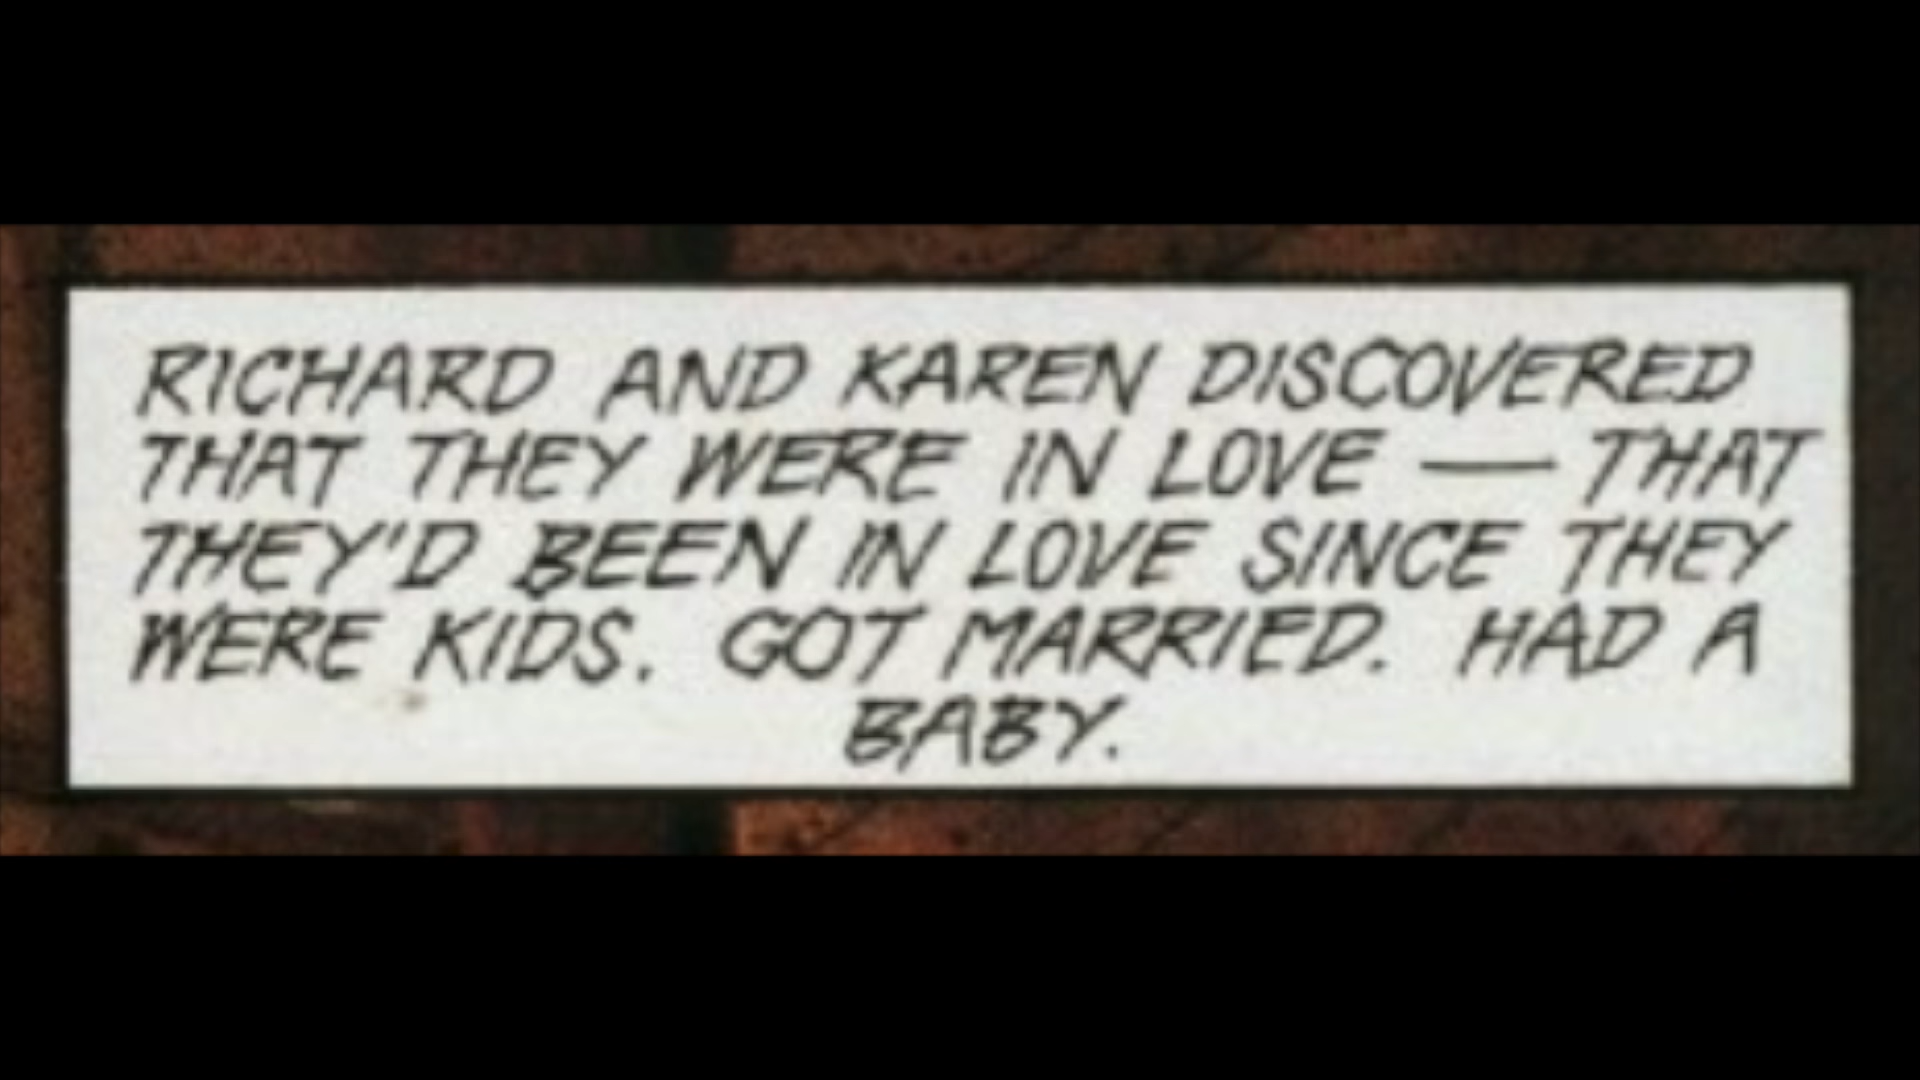 RICHARD AND KAREN DISCOVERED
THAT THEY WERE IN LOVE — THAT
THEY'D BEEN IN LOVE SINCE THEY
WERE KIDS. GOT MARRIED. HAD A
BABY.